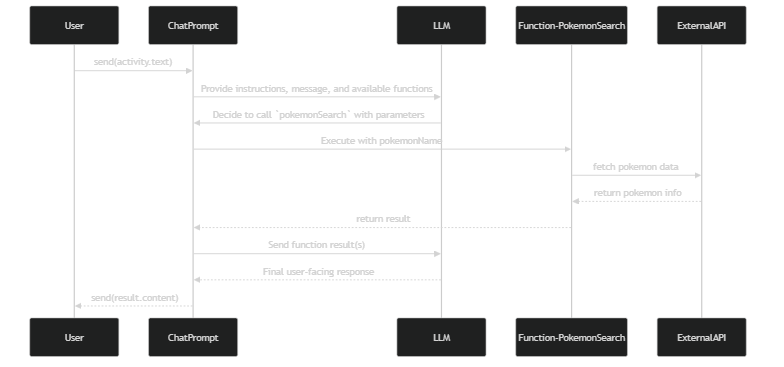 User
ChatPrompt
LLM
Function-PokemonSearch
ExternalAPI
send(activity.text)
Provide instructions, message, and available functions
Decide to call `pokemonSearch` with parameters
Execute with pokemonName
fetch pokemon data
return pokemon info
return result
Send function result(s)
Final user-facing response
send(result.content)
User
ChatPrompt
LLM
Function-PokemonSearch
ExternalAPI